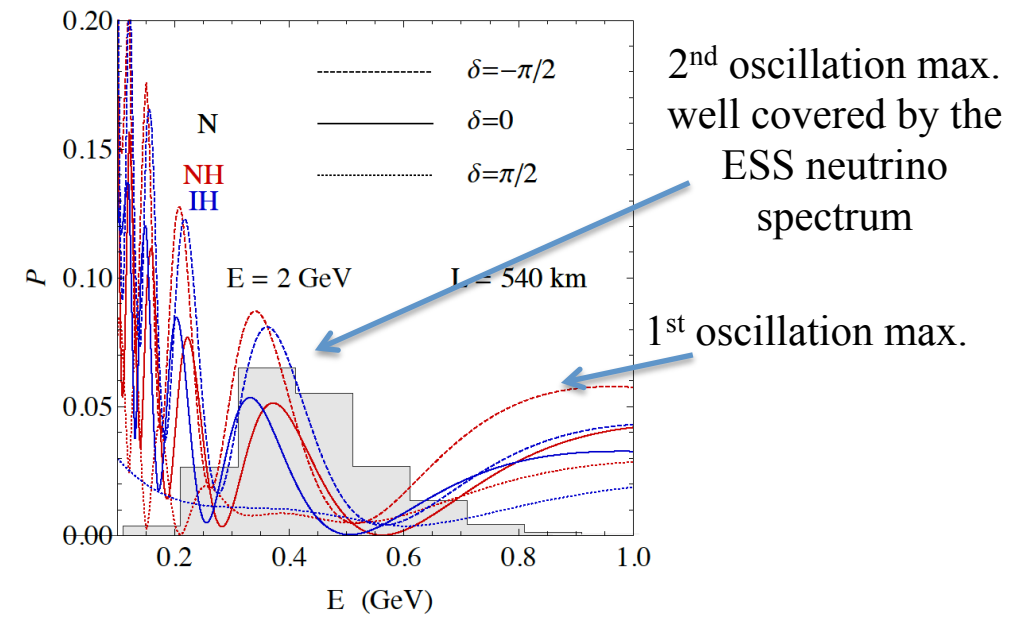 0.20
0.15
0.10
0.05
0.00
P
0.2 0.4 0.6 0.8 1.0
E (GeV)
δ=−π/2
δ=0
δ=π/2
N
NH
IH
E = 2 GeV
L = 540 km
2nd oscillation max.
well covered by the
ESS neutrino
spectrum
1st oscillation max.